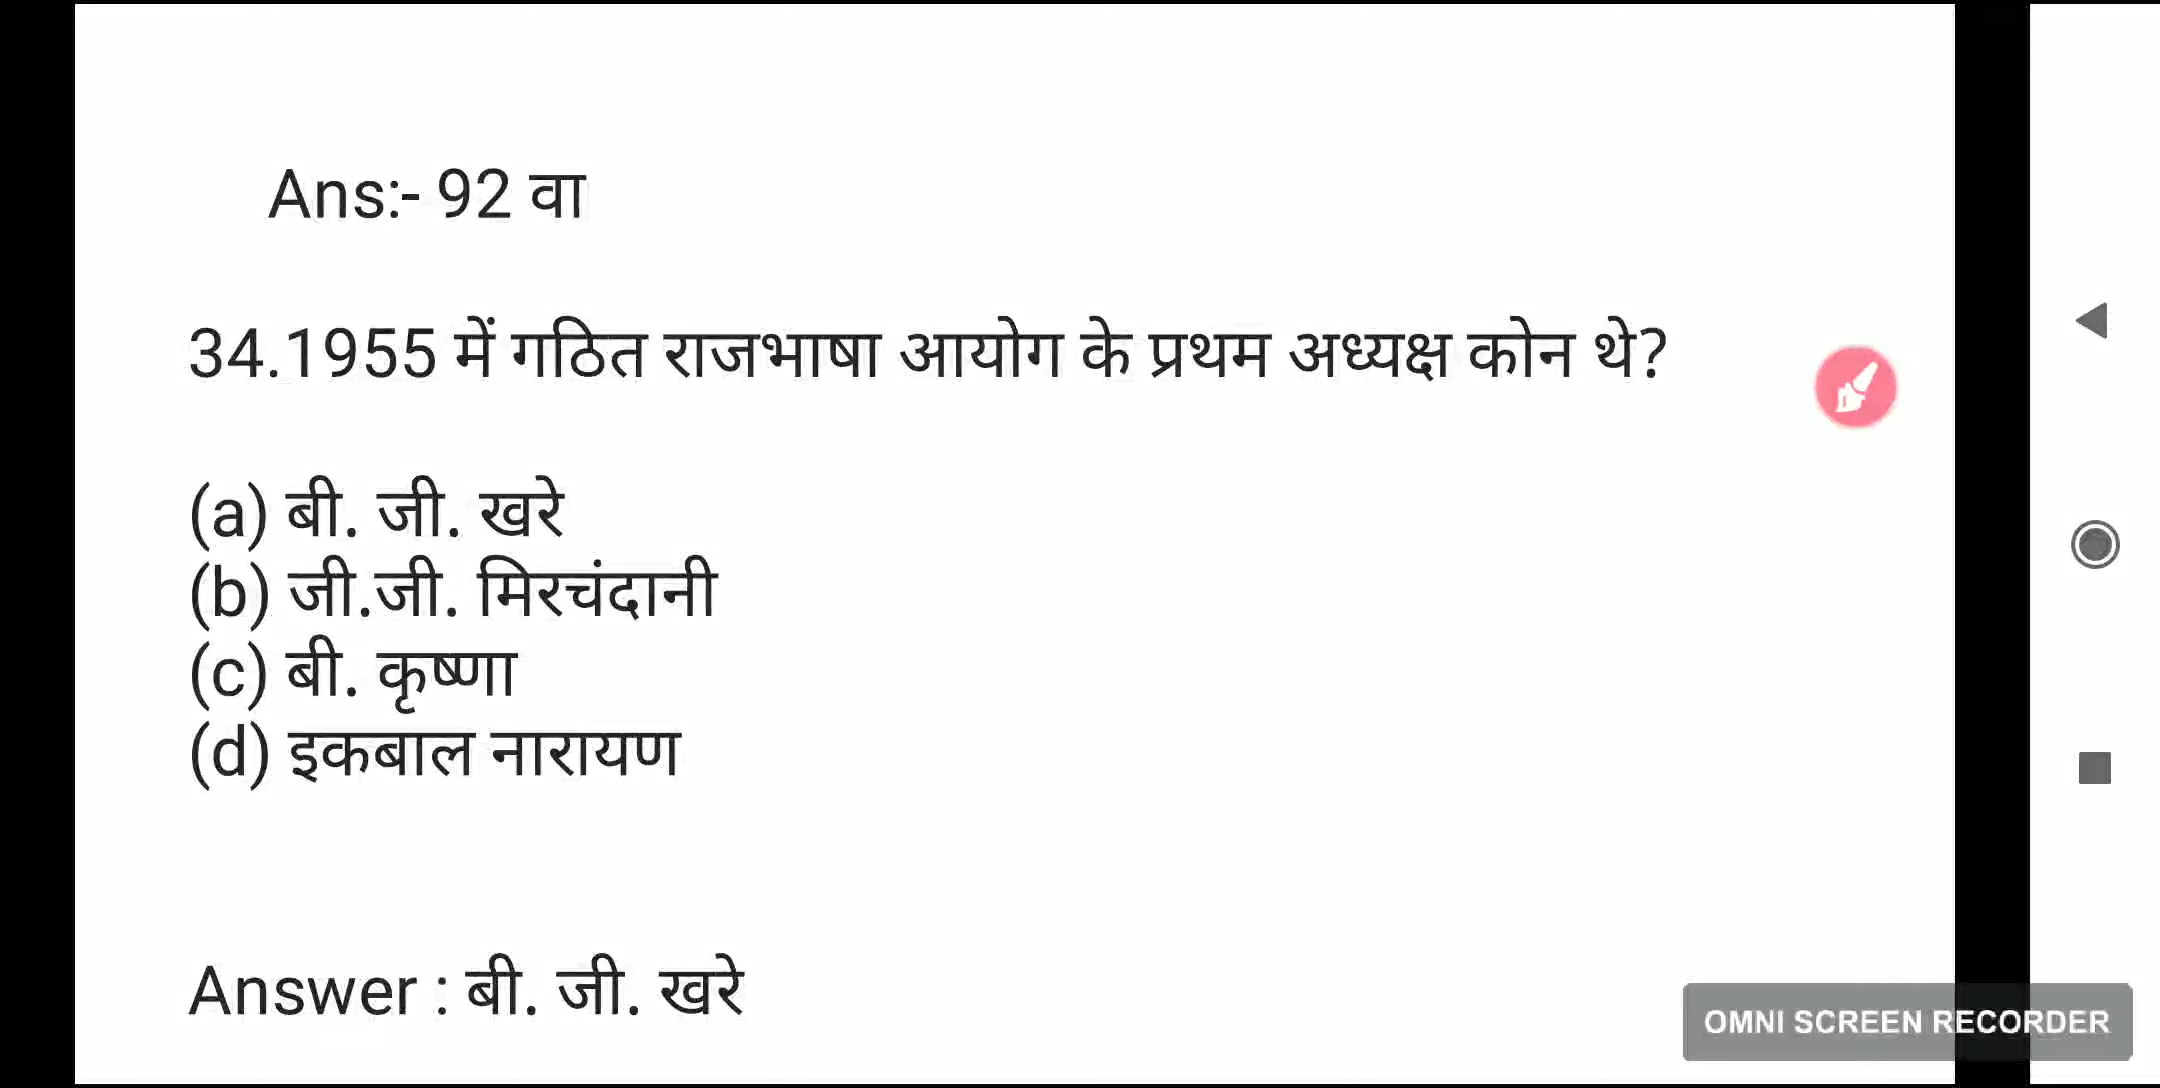 Ans:- 92 वा
34.1955 में गठित राजभाषा आयोग के प्रथम अध्यक्ष कोन थे?
(a) बी. जी. खरे
(b) जी.जी. मिरचंदानी
(c) बी. कृष्णा
(d) इकबाल नारायण
Answer : बी. जी. खरे
OMNI SCREEN RECORDER